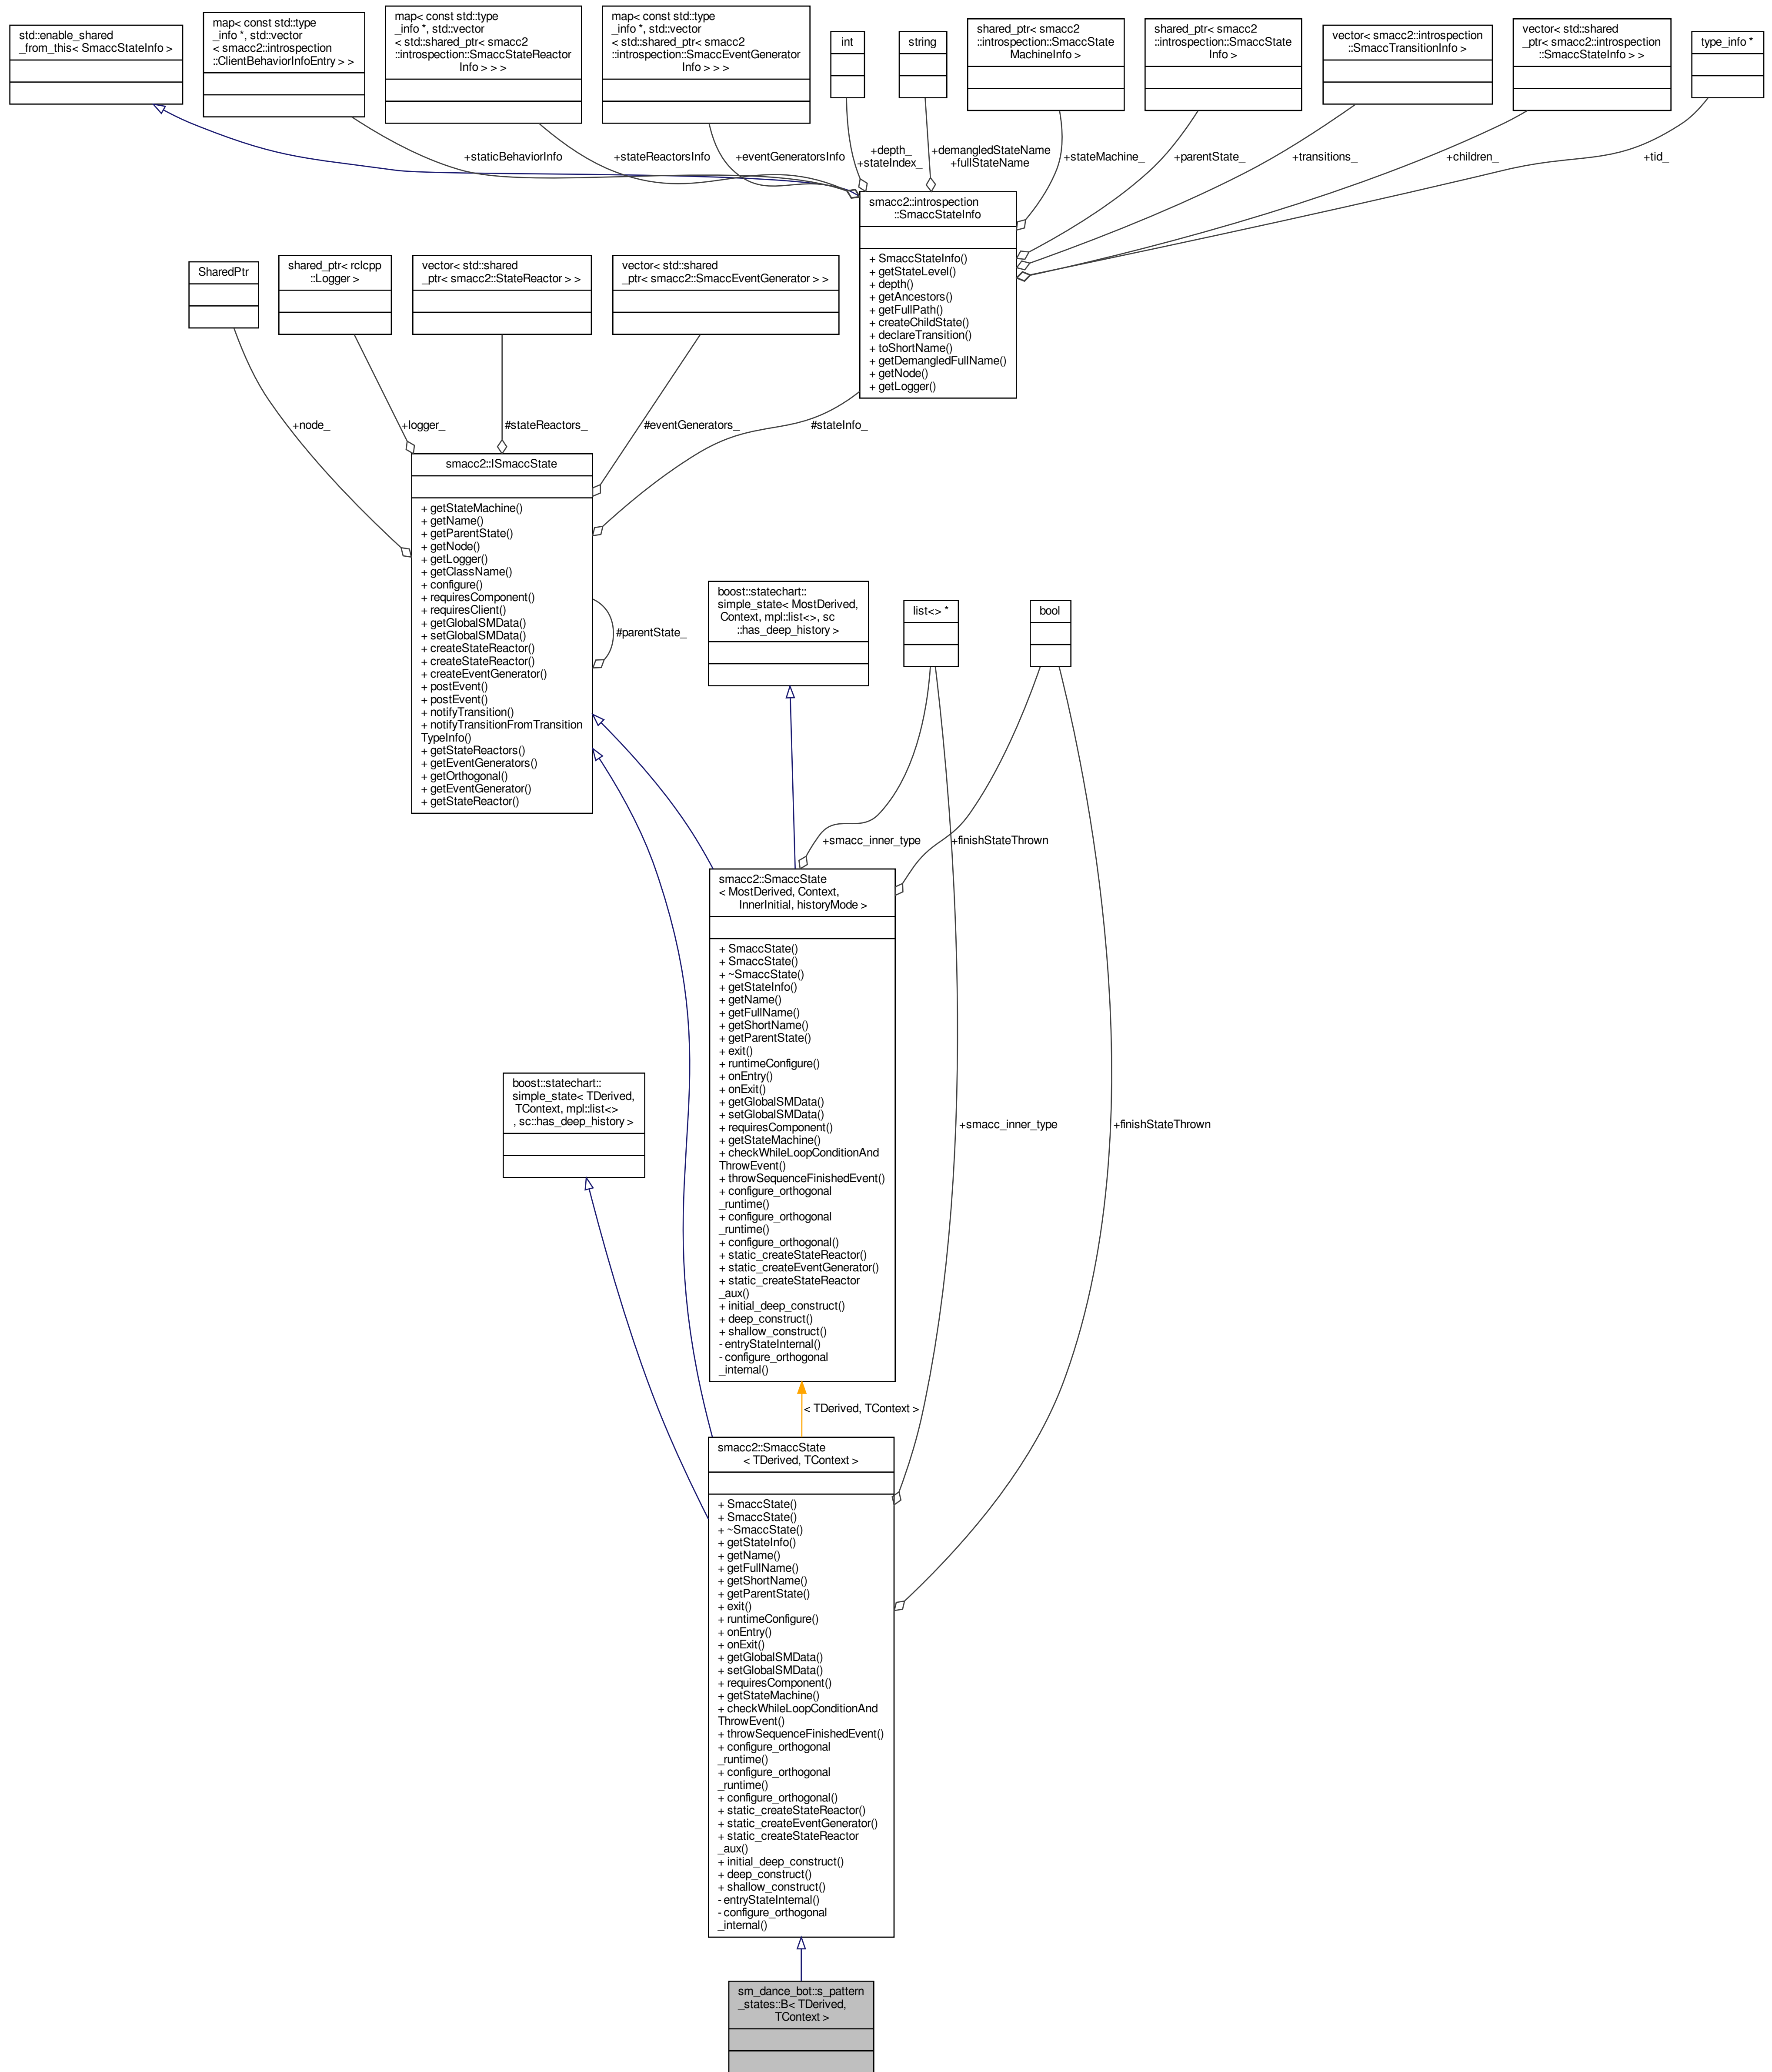 std::enable_shared
_from_this< SmaccStateInfo >
map< const std::type
_info *, std::vector
< smacc2::introspection
::ClientBehaviorInfoEntry > >
map< const std::type
_info *, std::vector
< std::shared_ptr< smacc2
::introspection::SmaccStateReactor
Info > > >
map< const std::type
_info *, std::vector
< std::shared_ptr< smacc2
::introspection::SmaccEventGenerator
Info > > >
int
string
shared_ptr< smacc2
::introspection::SmaccState
MachineInfo >
shared_ptr< smacc2
::introspection::SmaccState
Info >
vector< smacc2::introspection
::SmaccTransitionInfo >
vector< std::shared
_ptr< smacc2::introspection
::SmaccStateInfo > >
type_info *
+staticBehaviorInfo
+stateReactorsInfo
+eventGeneratorsInfo
+depth_
+stateIndex_
+demangledStateName
+fullStateName
+stateMachine_
+parentState_
+transitions_
+children_
+tid_
smacc2::introspection
::SmaccStateInfo
+ SmaccStateInfo()
+ getStateLevel()
+ depth()
+ getAncestors()
+ getFullPath()
+ createChildState()
+ declareTransition()
+ toShortName()
+ getDemangledFullName()
+ getNode()
+ getLogger()
SharedPtr
shared_ptr< rclcpp
::Logger >
vector< std::shared
_ptr< smacc2::StateReactor > >
vector< std::shared
_ptr< smacc2::SmaccEventGenerator > >
+node_
+logger_
#stateReactors_
#eventGenerators_
#stateInfo_
smacc2::ISmaccState
+ getStateMachine()
+ getName()
+ getParentState()
+ getNode()
+ getLogger()
+ getClassName()
+ configure()
+ requiresComponent()
+ requiresClient()
+ getGlobalSMData()
+ setGlobalSMData()
+ createStateReactor()
+ createStateReactor()
+ createEventGenerator()
+ postEvent()
+ postEvent()
+ notifyTransition()
+ notifyTransitionFromTransition
TypeInfo()
+ getStateReactors()
+ getEventGenerators()
+ getOrthogonal()
+ getEventGenerator()
+ getStateReactor()
#parentState_
boost::statechart::
simple_state< MostDerived,
Context, mpl::list<>, sc
::has_deep_history >
list<> *
bool
+smacc_inner_type
+finishStateThrown
smacc2::SmaccState
< MostDerived, Context,
InnerInitial, historyMode >
+ SmaccState()
+ SmaccState()
+ ~SmaccState()
+ getStateInfo()
+ getName()
+ getFullName()
+ getShortName()
+ getParentState()
+ exit()
+ runtimeConfigure()
+ onEntry()
+ onExit()
+ getGlobalSMData()
+ setGlobalSMData()
+ requiresComponent()
+ getStateMachine()
+ checkWhileLoopConditionAnd
ThrowEvent()
+ throwSequenceFinishedEvent()
+ configure_orthogonal
_runtime()
+ configure_orthogonal
_runtime()
+ configure_orthogonal()
+ static_createStateReactor()
+ static_createEventGenerator()
+ static_createStateReactor
_aux()
+ initial_deep_construct()
+ deep_construct()
+ shallow_construct()
- entryStateInternal()
- configure_orthogonal
_internal()
boost::statechart::
simple_state< TDerived,
TContext, mpl::list<>
, sc::has_deep_history >
+smacc_inner_type
+finishStateThrown
< TDerived, TContext >
smacc2::SmaccState
< TDerived, TContext >
+ SmaccState()
+ SmaccState()
+ ~SmaccState()
+ getStateInfo()
+ getName()
+ getFullName()
+ getShortName()
+ getParentState()
+ exit()
+ runtimeConfigure()
+ onEntry()
+ onExit()
+ getGlobalSMData()
+ setGlobalSMData()
+ requiresComponent()
+ getStateMachine()
+ checkWhileLoopConditionAnd
ThrowEvent()
+ throwSequenceFinishedEvent()
+ configure_orthogonal
_runtime()
+ configure_orthogonal
_runtime()
+ configure_orthogonal()
+ static_createStateReactor()
+ static_createEventGenerator()
+ static_createStateReactor
_aux()
+ initial_deep_construct()
+ deep_construct()
+ shallow_construct()
- entryStateInternal()
- configure_orthogonal
_internal()
sm_dance_bot::s_pattern
_states::B< TDerived,
TContext >